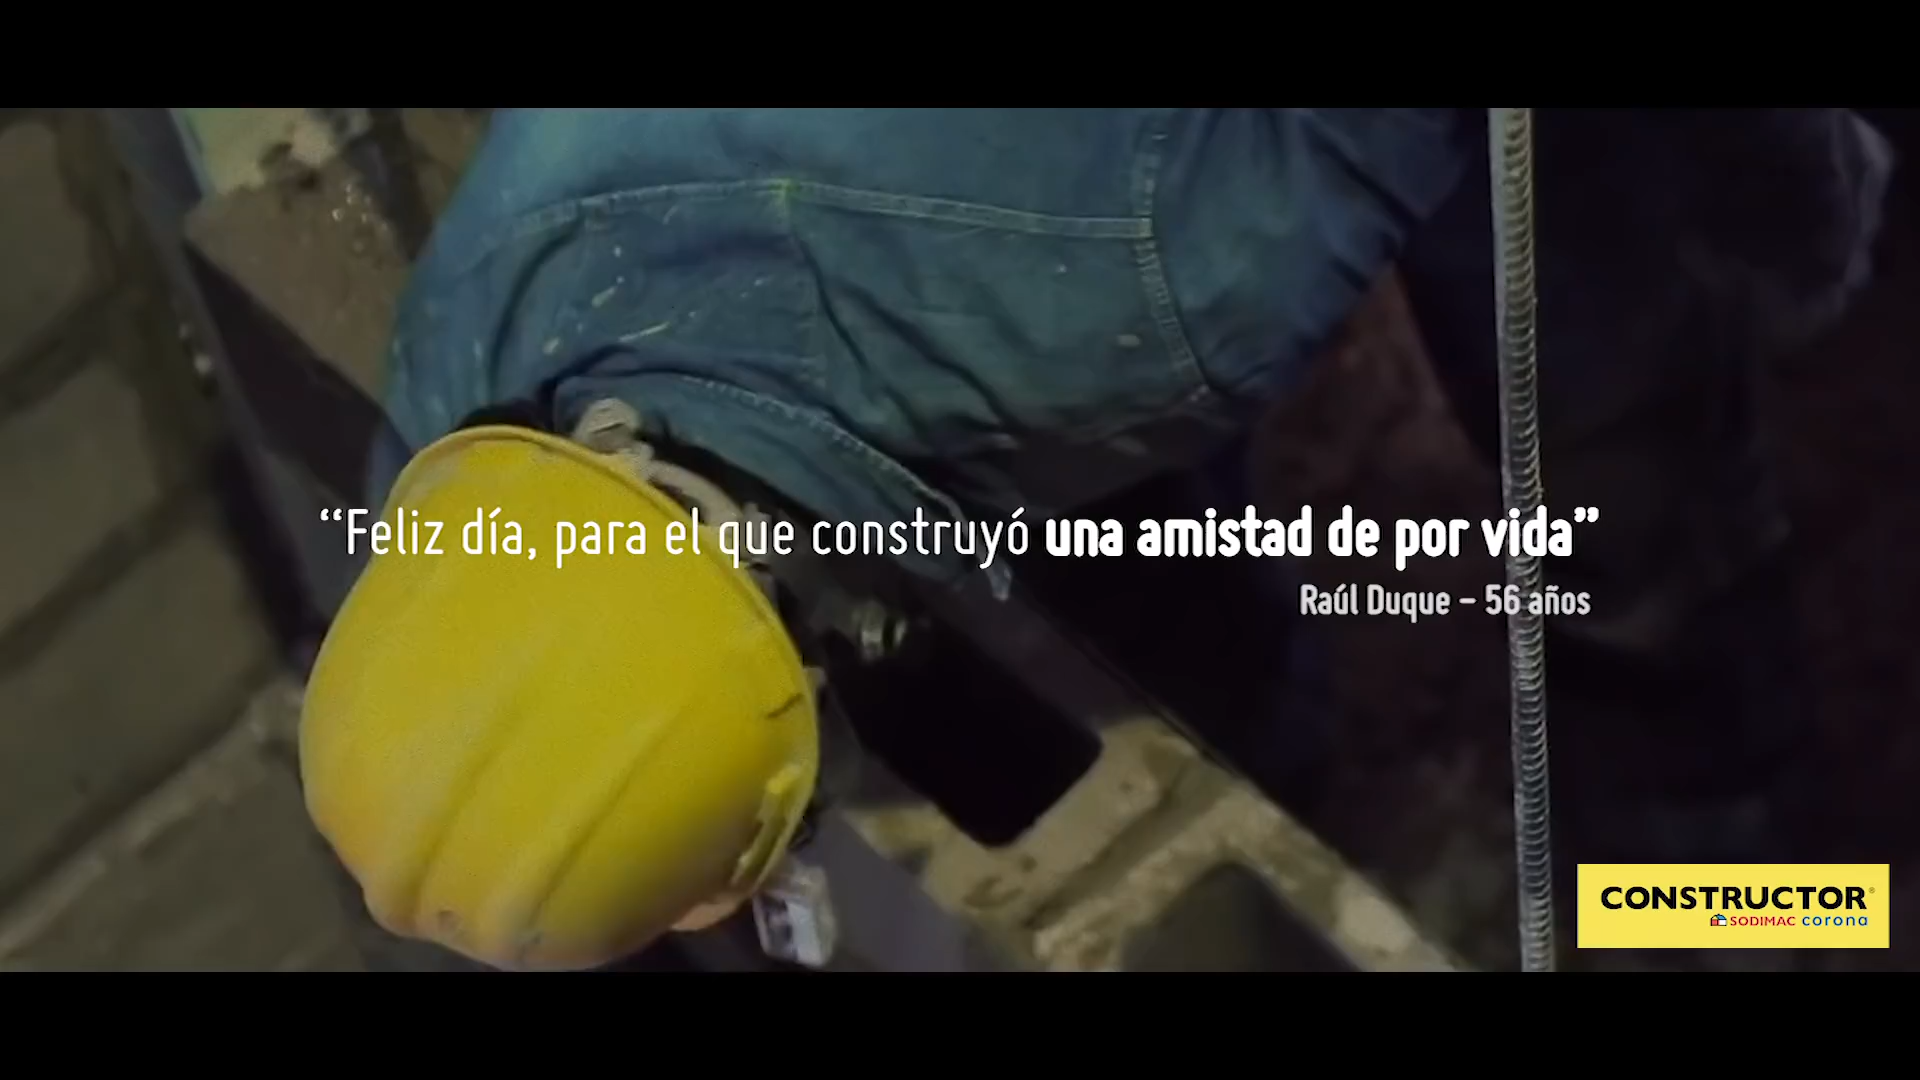 “Feliz día, para el que construyó una amistad de por vida”
Raúl Duque – 56 años
CONSTRUCTOR®
SODIMAC corona